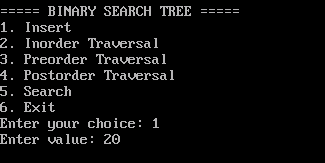 ===== BINARY SEARCH TREE =====
1. Insert
2. Inorder Traversal
3. Preorder Traversal
4. Postorder Traversal
5. Search
6. Exit
Enter your choice: 1
Enter value: 20